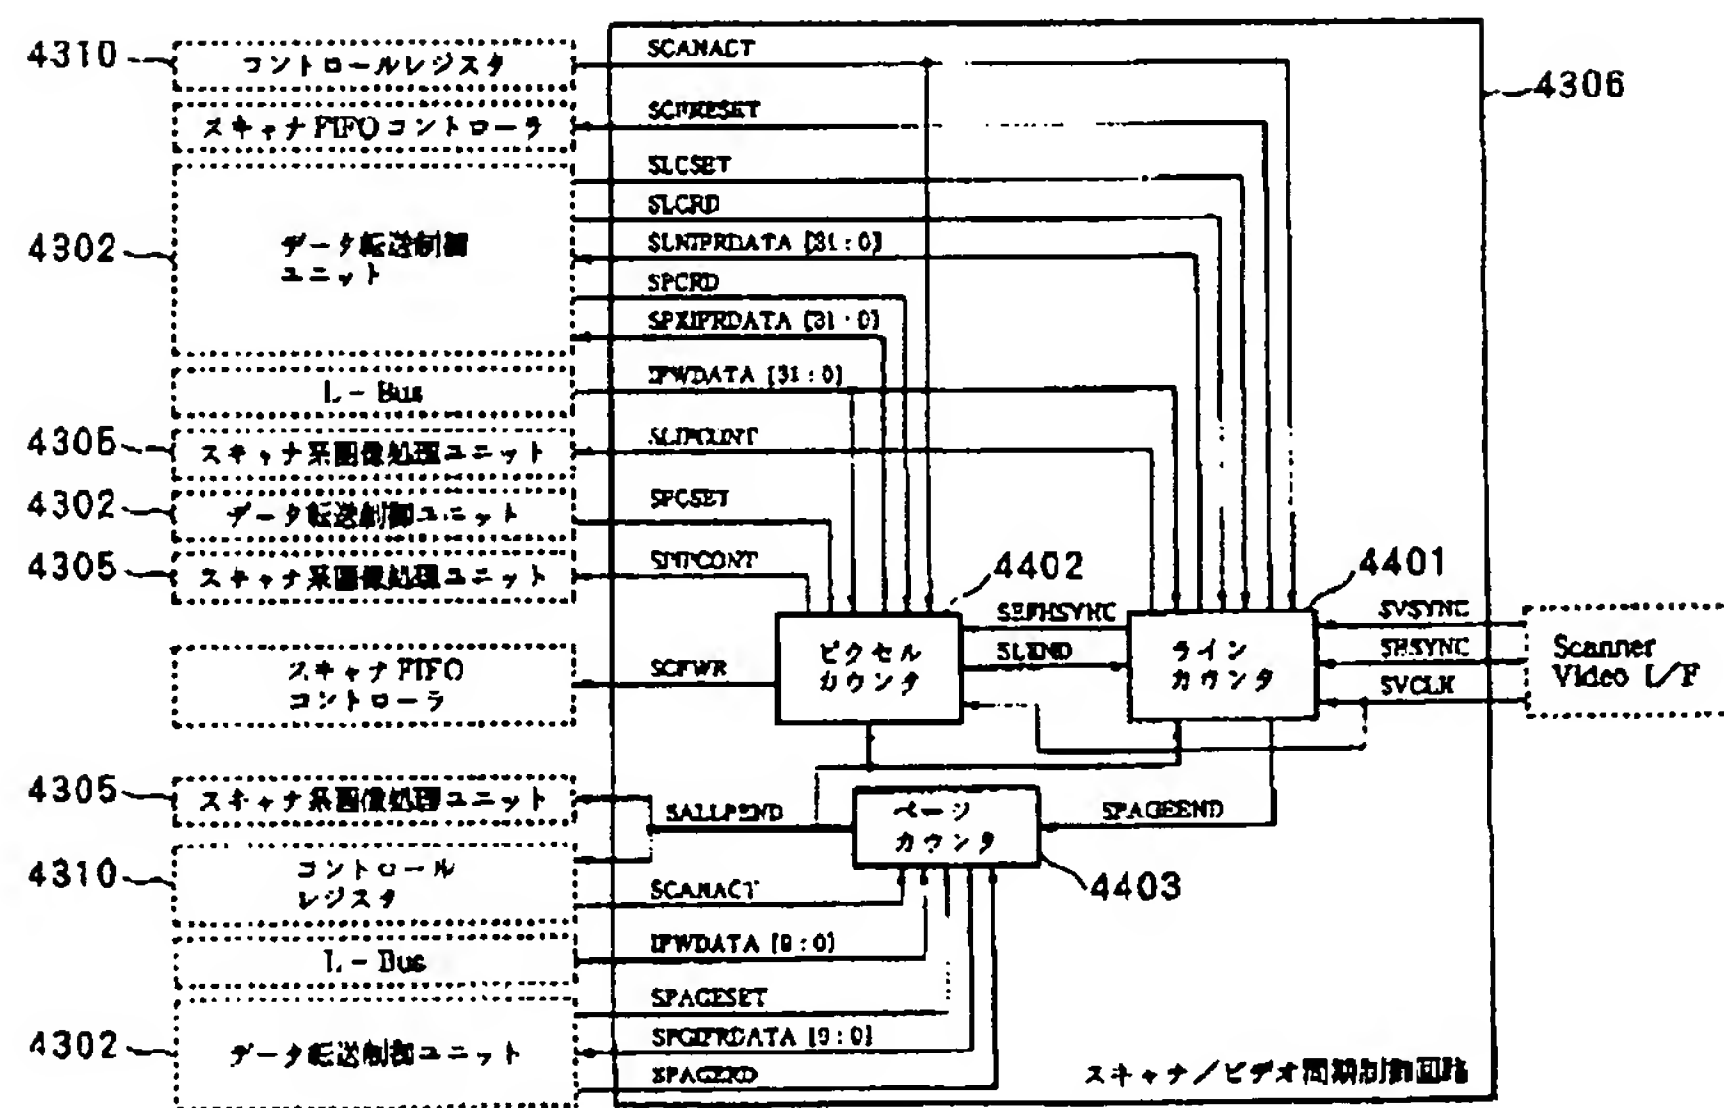 4310
コントロールレジスタ
SCANACT
4306
スキャナFIFOコントローラ
SLCSET
SLCRD
4302
データ転送制御
ユニット
[31:0]
SPCRD
[31:0]
L-Bus
IFWDATA [31:0]
スキャナ系画像処理ユニット
4302
データ転送制御ユニット
SPCSET
4305
スキャナ系画像処理ユニット
4402
4401
ピクセル
カウンタ
ライン
カウンタ
SVSYNC
SHSYNC
SVCLK
Scanner
Video I/F
スキャナFIFO
コントローラ
SCFWR
4305
スキャナ系画像処理ユニット
ページ
カウンタ
SPAGEEND
4403
4310
コントロール
レジスタ
SCANACT
L-Bus
IFWDATA [9:0]
SPAGESET
4302
データ転送制御ユニット
[9:0]
SPAGERD
スキャナ/ビデオ同期制御回路